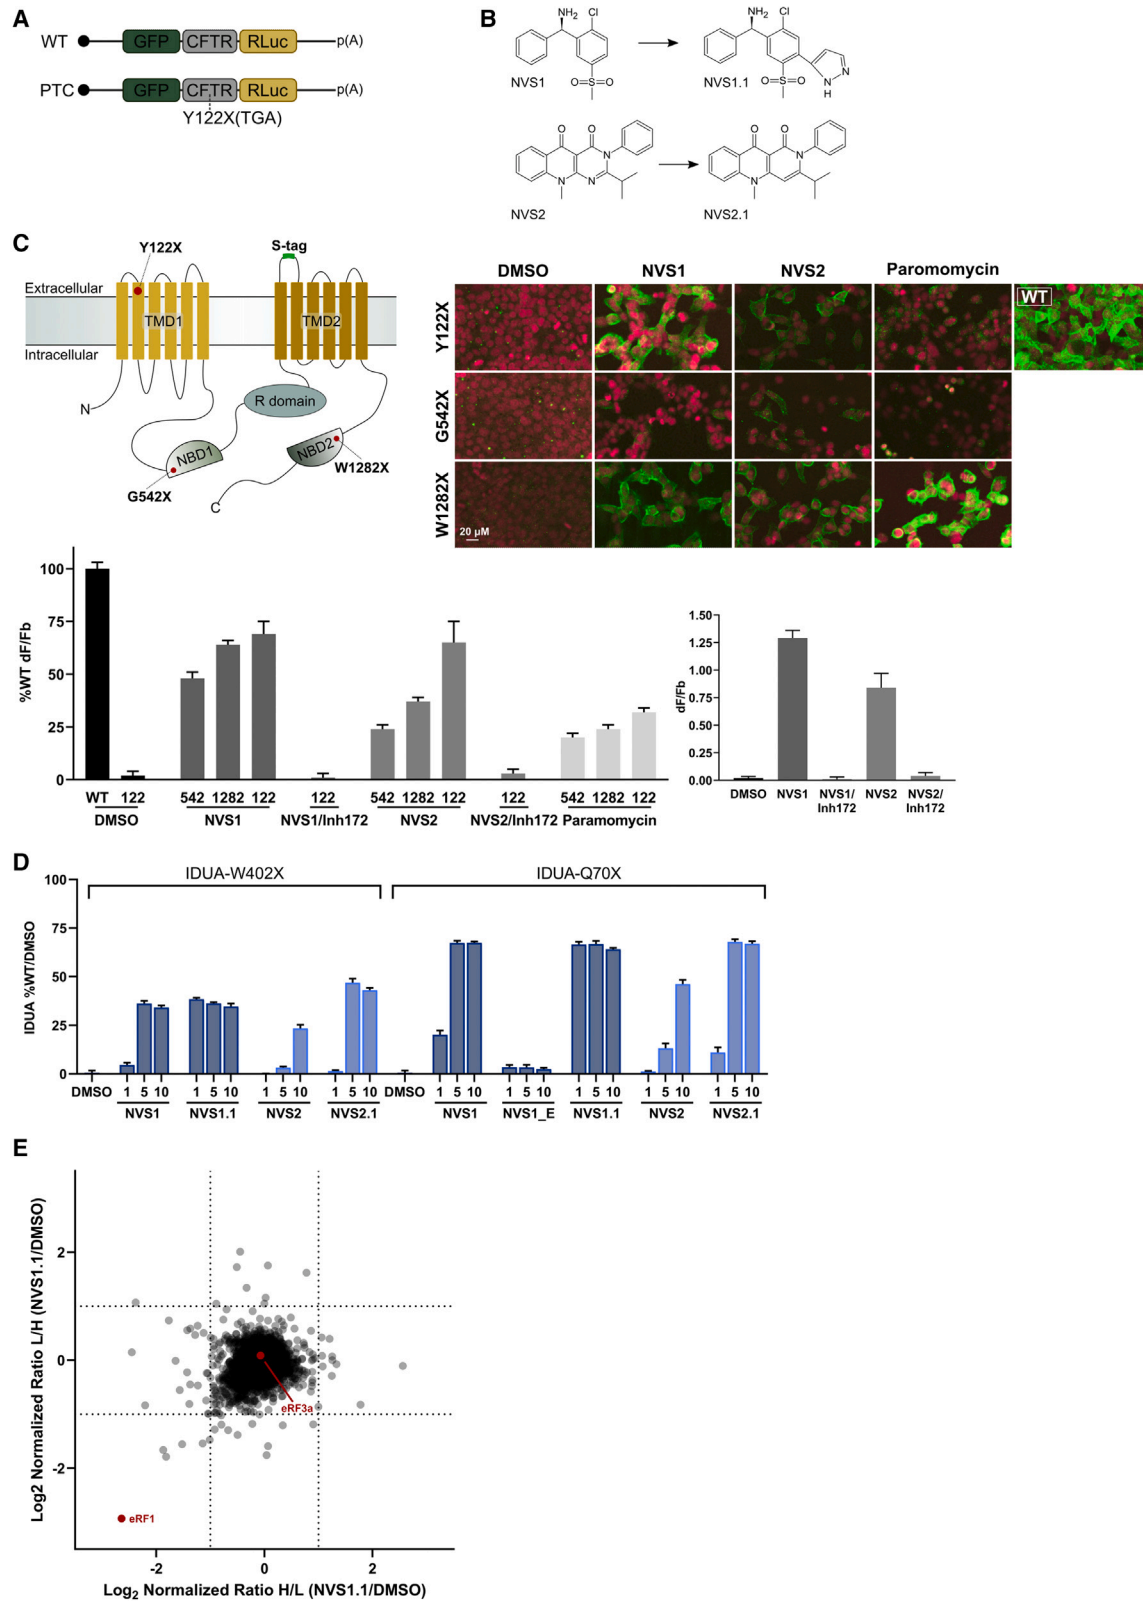 A
WT
GFP
CFTR
RLuc
p(A)
PTC
GFP
CFTR
RLuc
p(A)
Y122X(TGA)
B
NH2
Cl
O=S=O
NVS1
NH2
Cl
O=S=O
N
N
H
NVS1.1
O O
N
N
N
NVS2
O O
N
N
NVS2.1
C
Y122X
S-tag
Extracellular
TMD1
TMD2
Intracellular
N
R domain
NBD1
NBD2
W1282X
G542X
C
DMSO NVS1 NVS2 Paromomycin
WT
Y122X
G542X
W1282X
20 µM
%WT dF/Fb
100
75
50
25
0
WT 122 542 1282 122 122 542 1282 122 122 542 1282 122
DMSO NVS1 NVS1/Inh172 NVS2 NVS2/Inh172 Paramomycin
dF/Fb
1.50
1.25
1.00
0.75
0.50
0.25
0.00
DMSO NVS1 NVS1/ NVS2 NVS2/
Inh172 Inh172
D
IDUA-W402X IDUA-Q70X
IDUA %WT/DMSO
100
75
50
25
0
DMSO 1 5 10 1 5 10 1 5 10 1 5 10 DMSO 1 5 10 1 5 10 1 5 10 1 5 10 1 5 10
NVS1 NVS1.1 NVS2 NVS2.1 NVS1 NVS1_E NVS1.1 NVS2 NVS2.1
E
Log2 Normalized Ratio L/H (NVS1.1/DMSO)
2
0
-2
eRF3a
eRF1
-2 0 2
Log2 Normalized Ratio H/L (NVS1.1/DMSO)